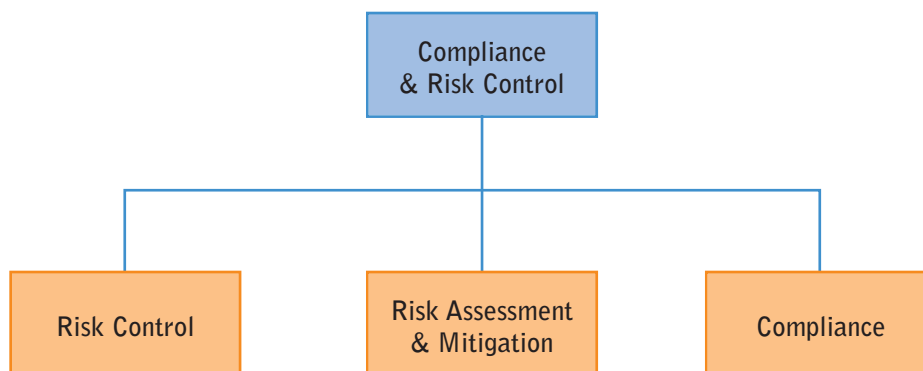 Compliance
& Risk Control
Risk Control
Risk Assessment
& Mitigation
Compliance